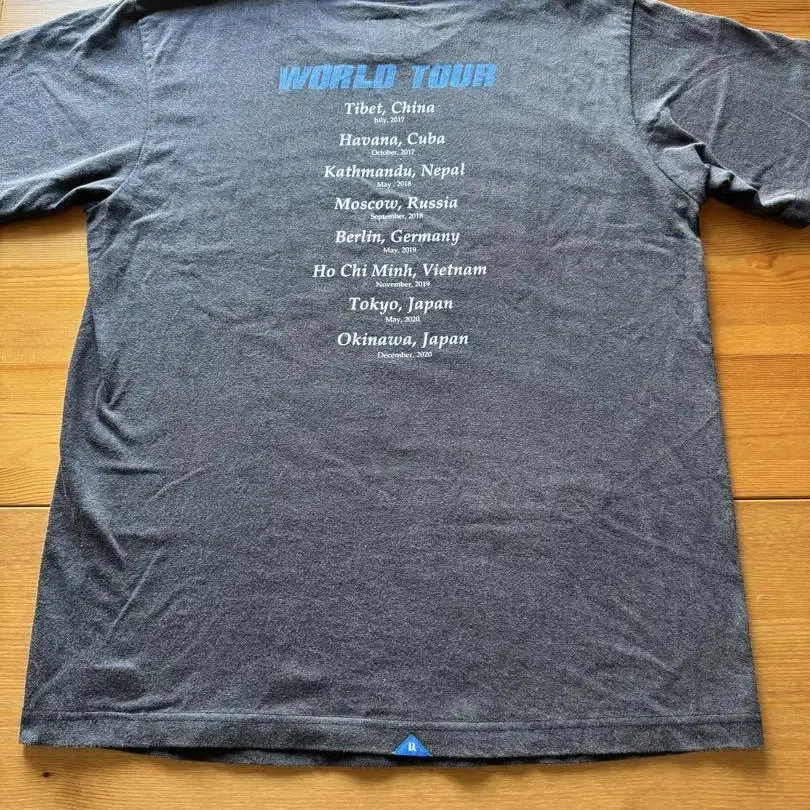 WORLD TOUR
Tibet, China
July, 2017
Havana, Cuba
October, 2017
Kathmandu, Nepal
May, 2018
Moscow, Russia
September, 2018
Berlin, Germany
May, 2019
Ho Chi Minh, Vietnam
November, 2019
Tokyo, Japan
May, 2020
Okinawa, Japan
December, 2020